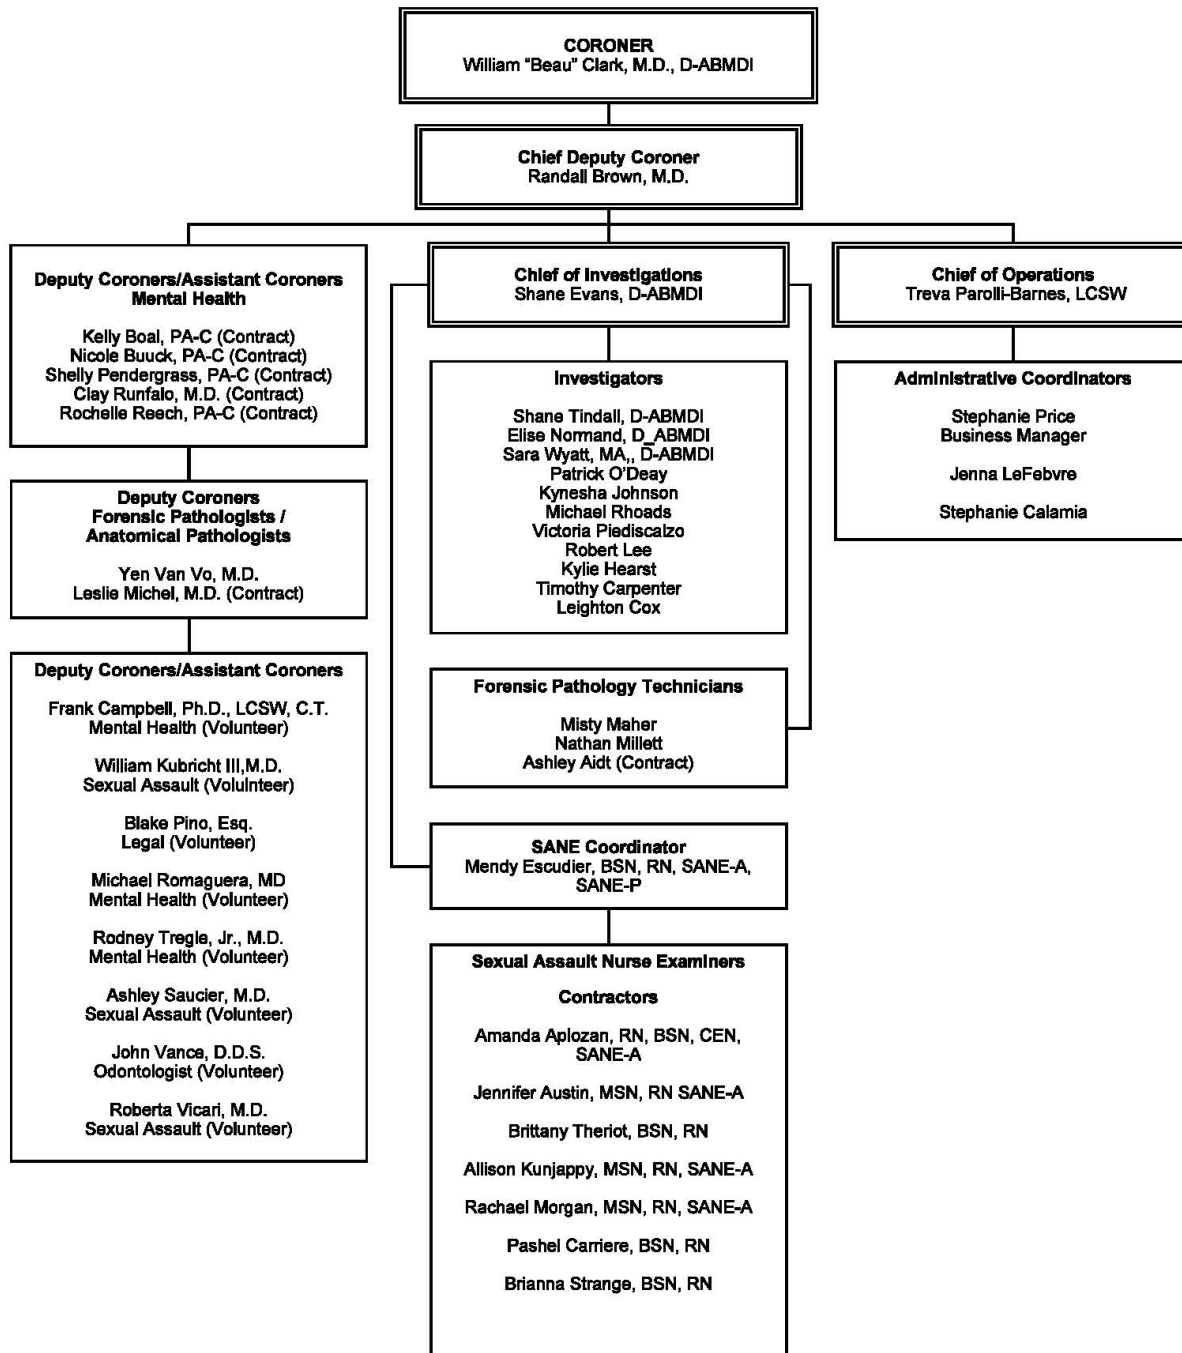 CORONER
William "Beau" Clark, M.D., D-ABMDI
Chief Deputy Coroner
Randall Brown, M.D.
Deputy Coroners/Assistant Coroners
Mental Health
Kelly Boal, PA-C (Contract)
Nicole Buuck, PA-C (Contract)
Shelly Pendergrass, PA-C (Contract)
Clay Runfalo, M.D. (Contract)
Rochelle Reech, PA-C (Contract)
Deputy Coroners
Forensic Pathologists /
Anatomical Pathologists
Yen Van Vo, M.D.
Leslie Michel, M.D. (Contract)
Deputy Coroners/Assistant Coroners
Frank Campbell, Ph.D., LCSW, C.T.
Mental Health (Volunteer)
William Kubricht III,M.D.
Sexual Assault (Voluinteer)
Blake Pino, Esq.
Legal (Volunteer)
Michael Romaguera, MD
Mental Health (Volunteer)
Rodney Tregle, Jr., M.D.
Mental Health (Volunteer)
Ashley Saucier, M.D.
Sexual Assault (Volunteer)
John Vance, D.D.S.
Odontologist (Volunteer)
Roberta Vicari, M.D.
Sexual Assault (Volunteer)
Chief of Investigations
Shane Evans, D-ABMDI
Investigators
Shane Tindall, D-ABMDI
Elise Normand, D_ABMDI
Sara Wyatt, MA,, D-ABMDI
Patrick O'Deay
Kynesha Johnson
Michael Rhoads
Victoria Piediscalzo
Robert Lee
Kylie Hearst
Timothy Carpenter
Leighton Cox
Forensic Pathology Technicians
Misty Maher
Nathan Millett
Ashley Aidt (Contract)
SANE Coordinator
Mendy Escudier, BSN, RN, SANE-A,
SANE-P
Sexual Assault Nurse Examiners
Contractors
Amanda Aplozan, RN, BSN, CEN,
SANE-A
Jennifer Austin, MSN, RN SANE-A
Brittany Theriot, BSN, RN
Allison Kunjappy, MSN, RN, SANE-A
Rachael Morgan, MSN, RN, SANE-A
Pashel Carriere, BSN, RN
Brianna Strange, BSN, RN
Chief of Operations
Treva Parolli-Barnes, LCSW
Administrative Coordinators
Stephanie Price
Business Manager
Jenna LeFebvre
Stephanie Calamia